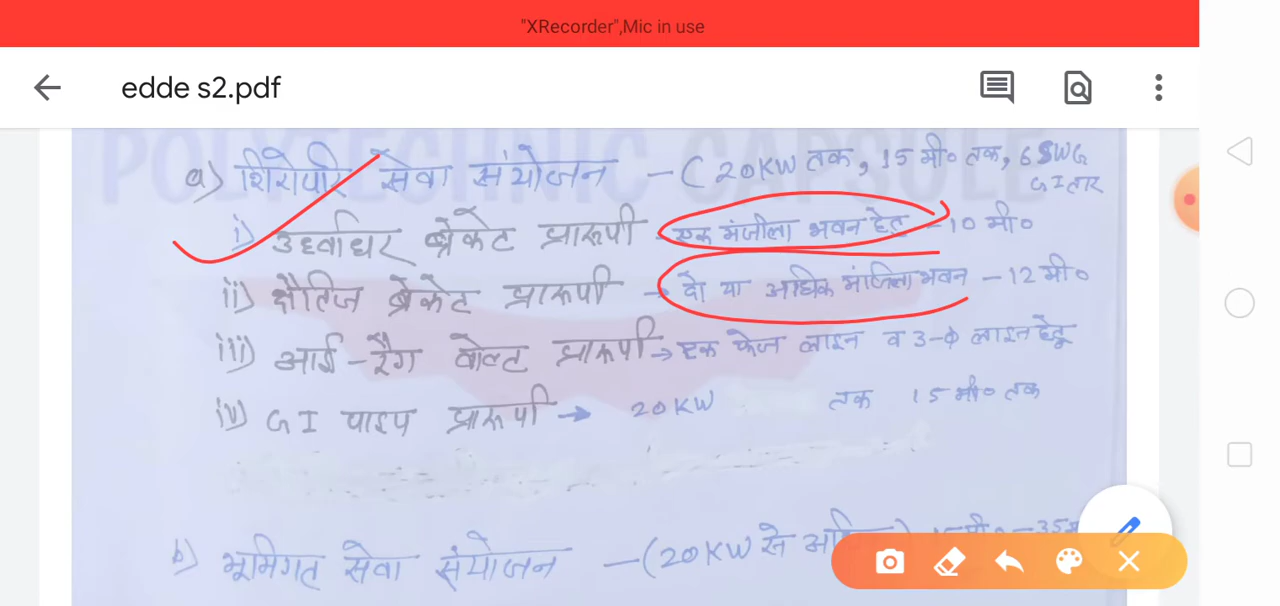 "XRecorder",Mic in use
edde s2.pdf
POLYTECHNIC CAPSULE
a) शिरोपरि सेवा संयोजन - (20KW तक, 15 मी० तक, 6SWG
GI तार
i) उर्ध्वाधर ब्रेकेट प्रारूपी - एक मंजीला भवन हेतु - 10 मी०
ii) क्षैतिज ब्रेकेट प्रारूपी → दो या अधिक मंजिला भवन - 12 मी०
iii) आई-रैग बोल्ट प्रारूपी → एक फेज लाइन व 3-ф लाइन हेतू
iv) GI पाइप प्रारूपी → 20KW तक 15 मी० तक
b) भूमिगत सेवा संयोजन - (20KW से